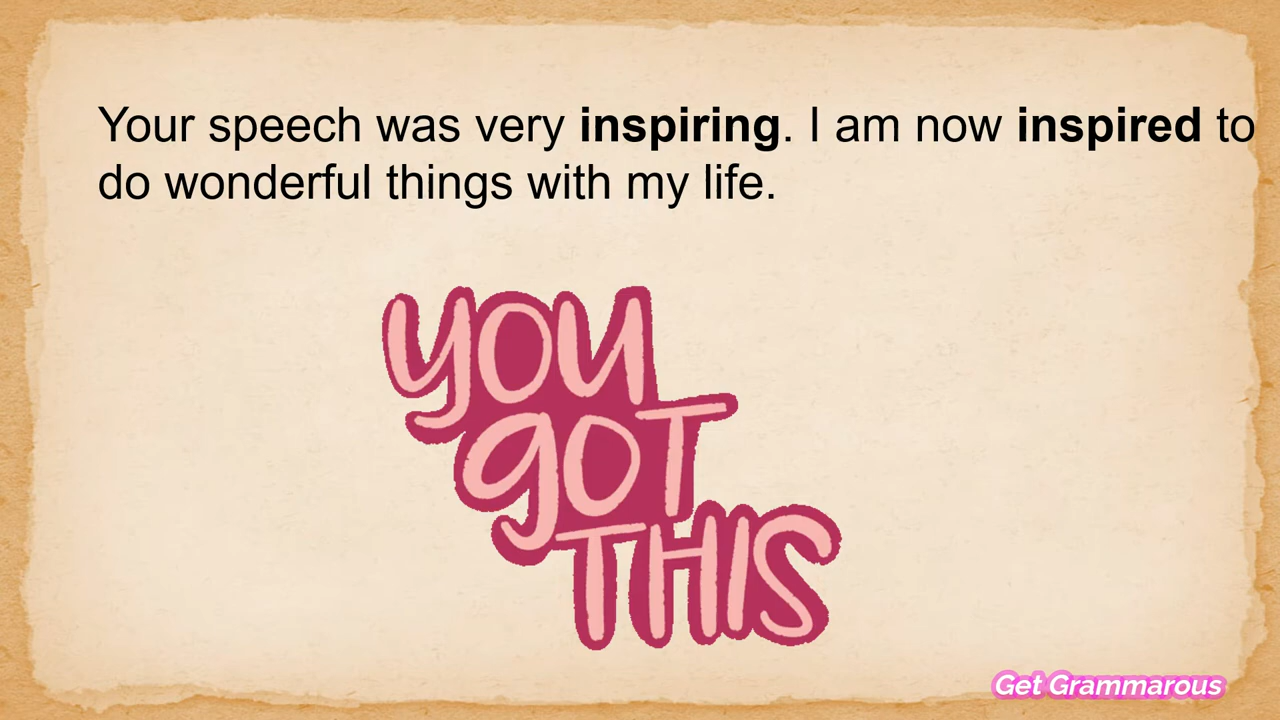 Your speech was very inspiring. I am now inspired to
do wonderful things with my life.
YOU
GOT
THIS
Get Grammarous